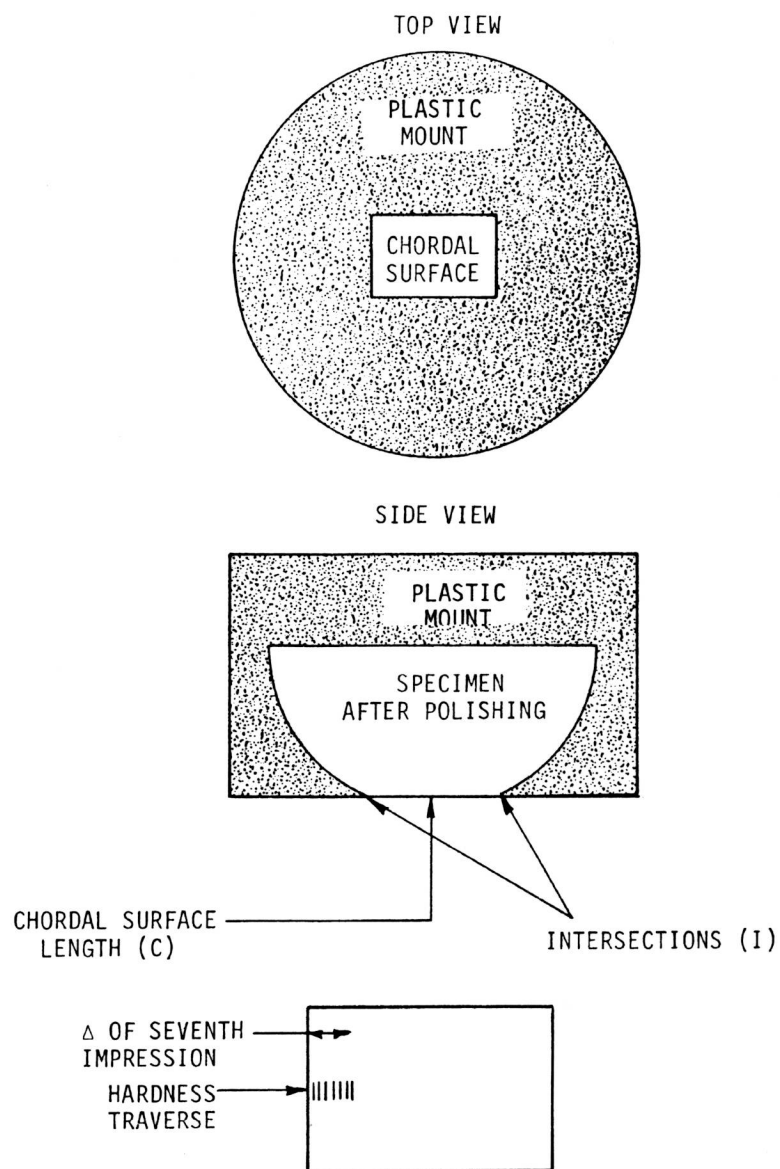 TOP VIEW
PLASTIC
MOUNT
CHORDAL
SURFACE
SIDE VIEW
PLASTIC
MOUNT
SPECIMEN
AFTER POLISHING
CHORDAL SURFACE
LENGTH (C)
INTERSECTIONS (I)
Δ OF SEVENTH
IMPRESSION
HARDNESS
TRAVERSE